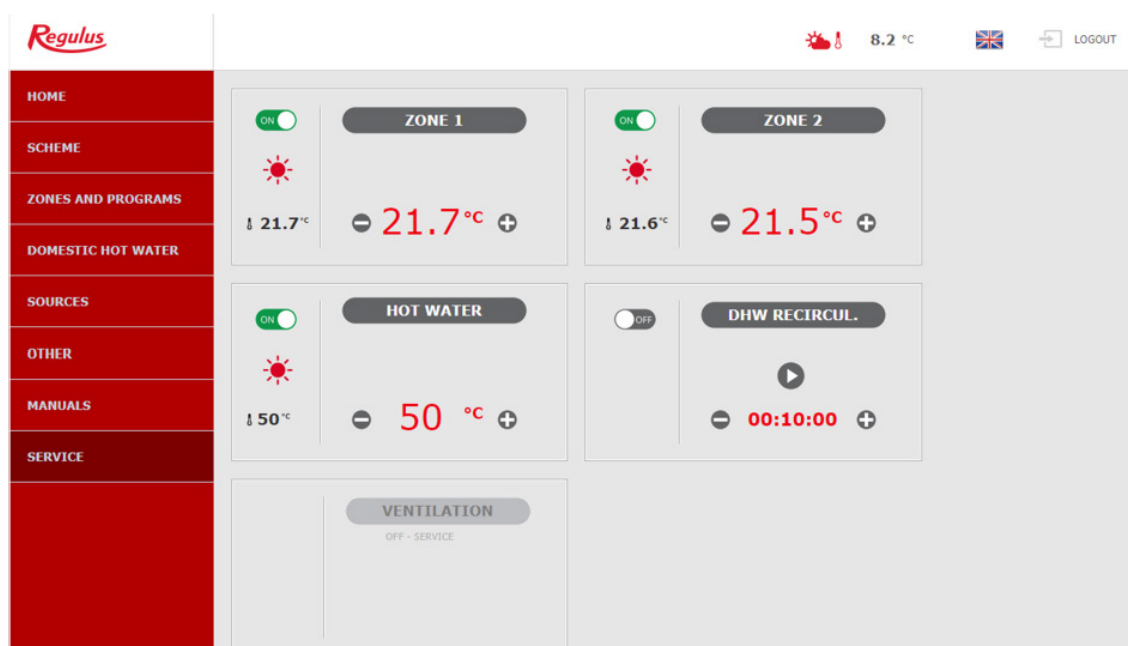 Regulus
8.2 °C
LOGOUT
HOME
SCHEME
ZONES AND PROGRAMS
DOMESTIC HOT WATER
SOURCES
OTHER
MANUALS
SERVICE
ON
ZONE 1
21.7 °C
21.7 °C
ON
ZONE 2
21.6 °C
21.5 °C
ON
HOT WATER
50 °C
50 °C
OFF
DHW RECIRCUL.
00:10:00
VENTILATION
OFF - SERVICE